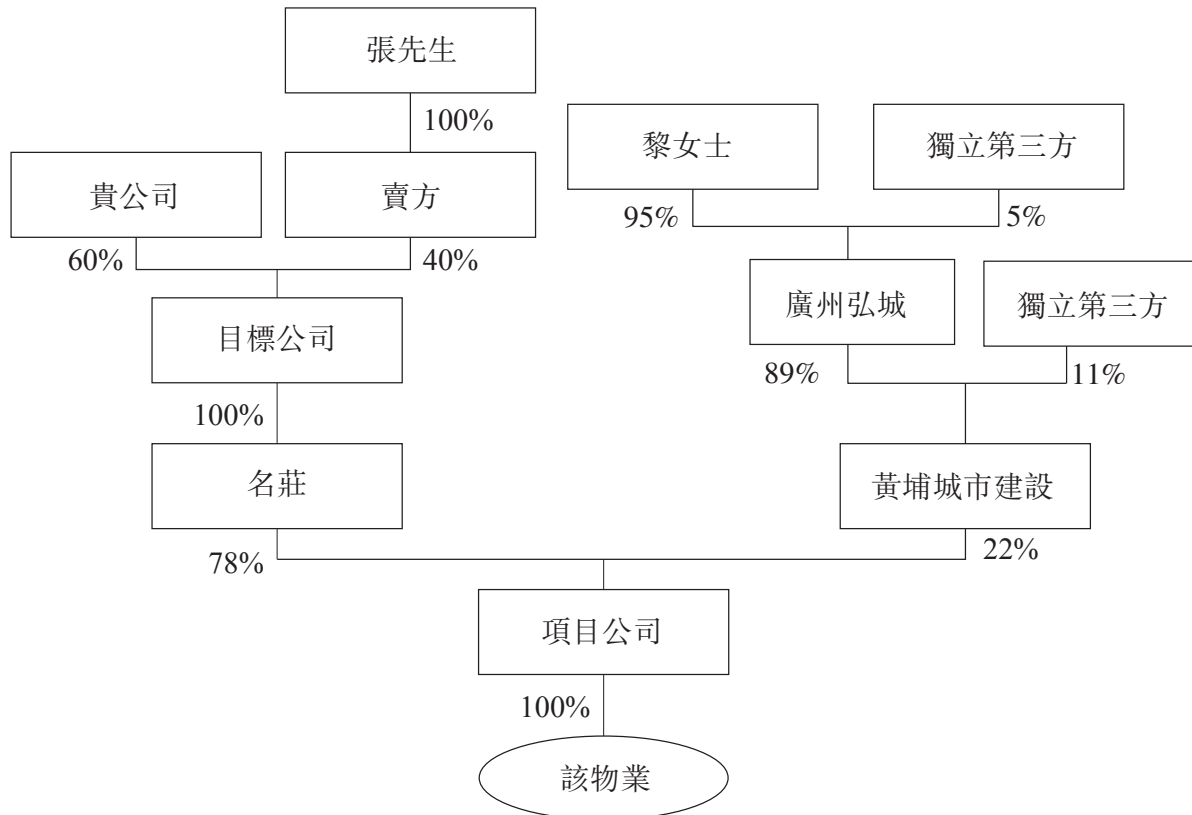 張先生
100%
黎女士
獨立第三方
貴公司
賣方
95%
5%
60%
40%
廣州弘城
獨立第三方
目標公司
89%
11%
100%
名莊
黃埔城市建設
78%
22%
項目公司
100%
該物業